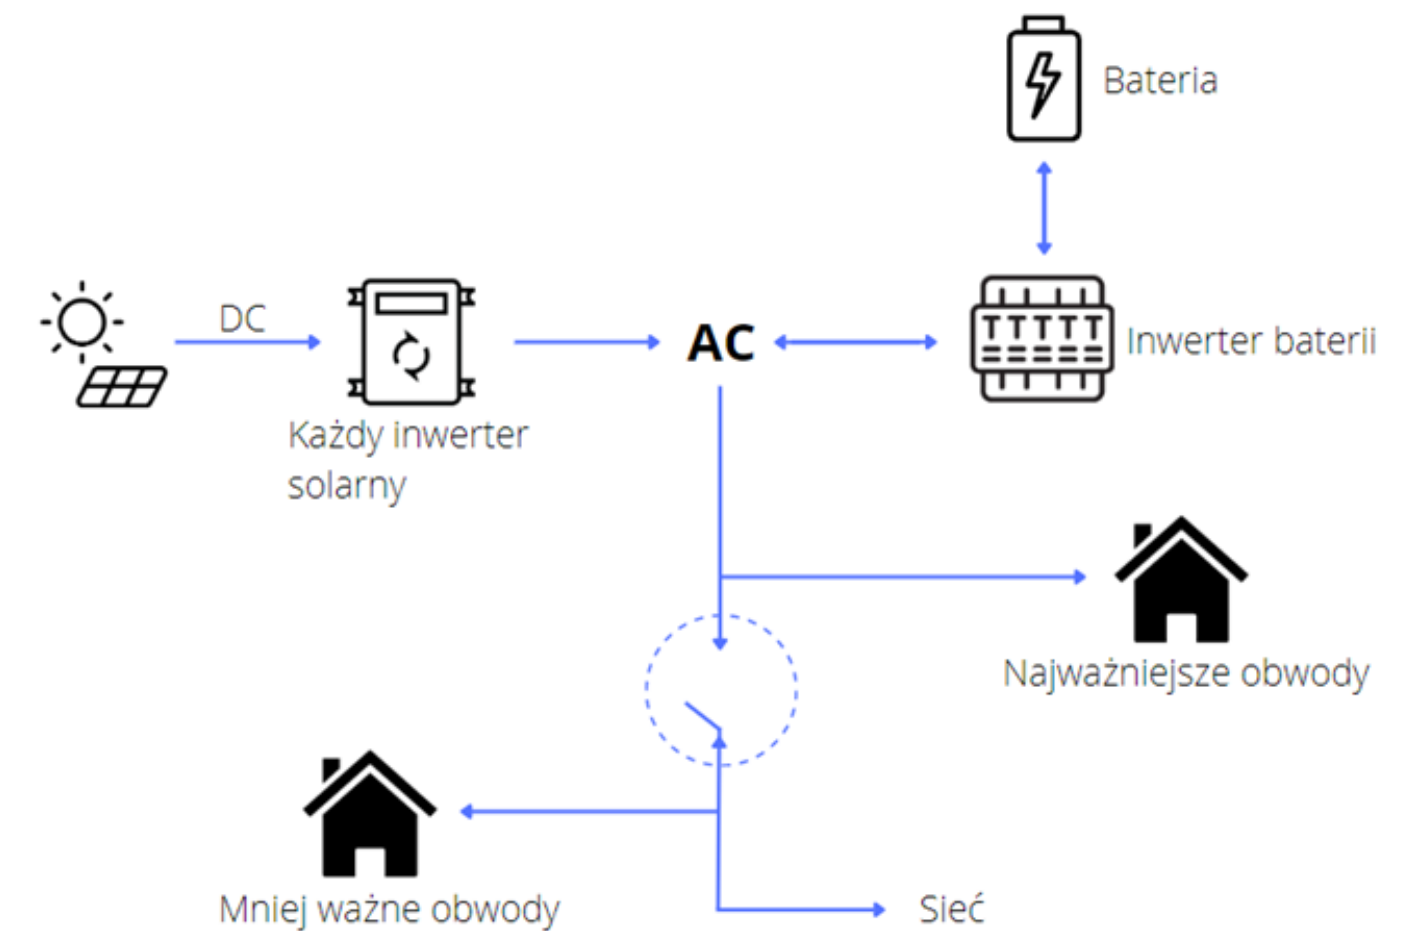 Bateria
DC
AC
Inwerter baterii
Każdy inwerter
solarny
Najważniejsze obwody
Mniej ważne obwody
Sieć